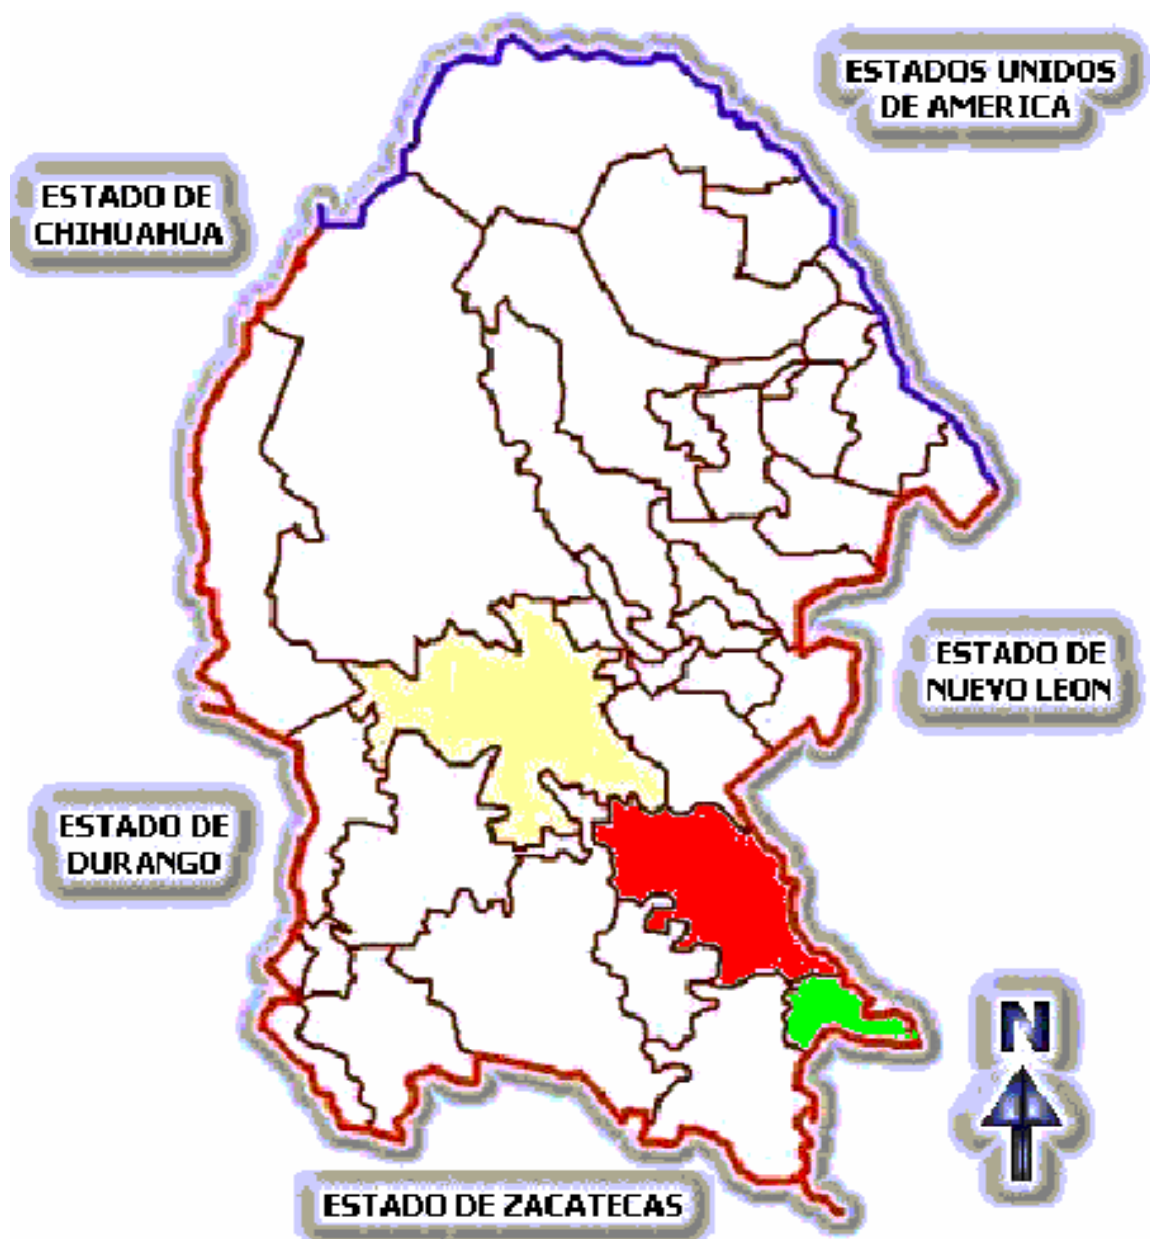 ESTADOS UNIDOS
DE AMERICA
ESTADO DE
CHIHUAHUA
ESTADO DE
NUEVO LEON
ESTADO DE
DURANGO
N
ESTADO DE ZACATECAS